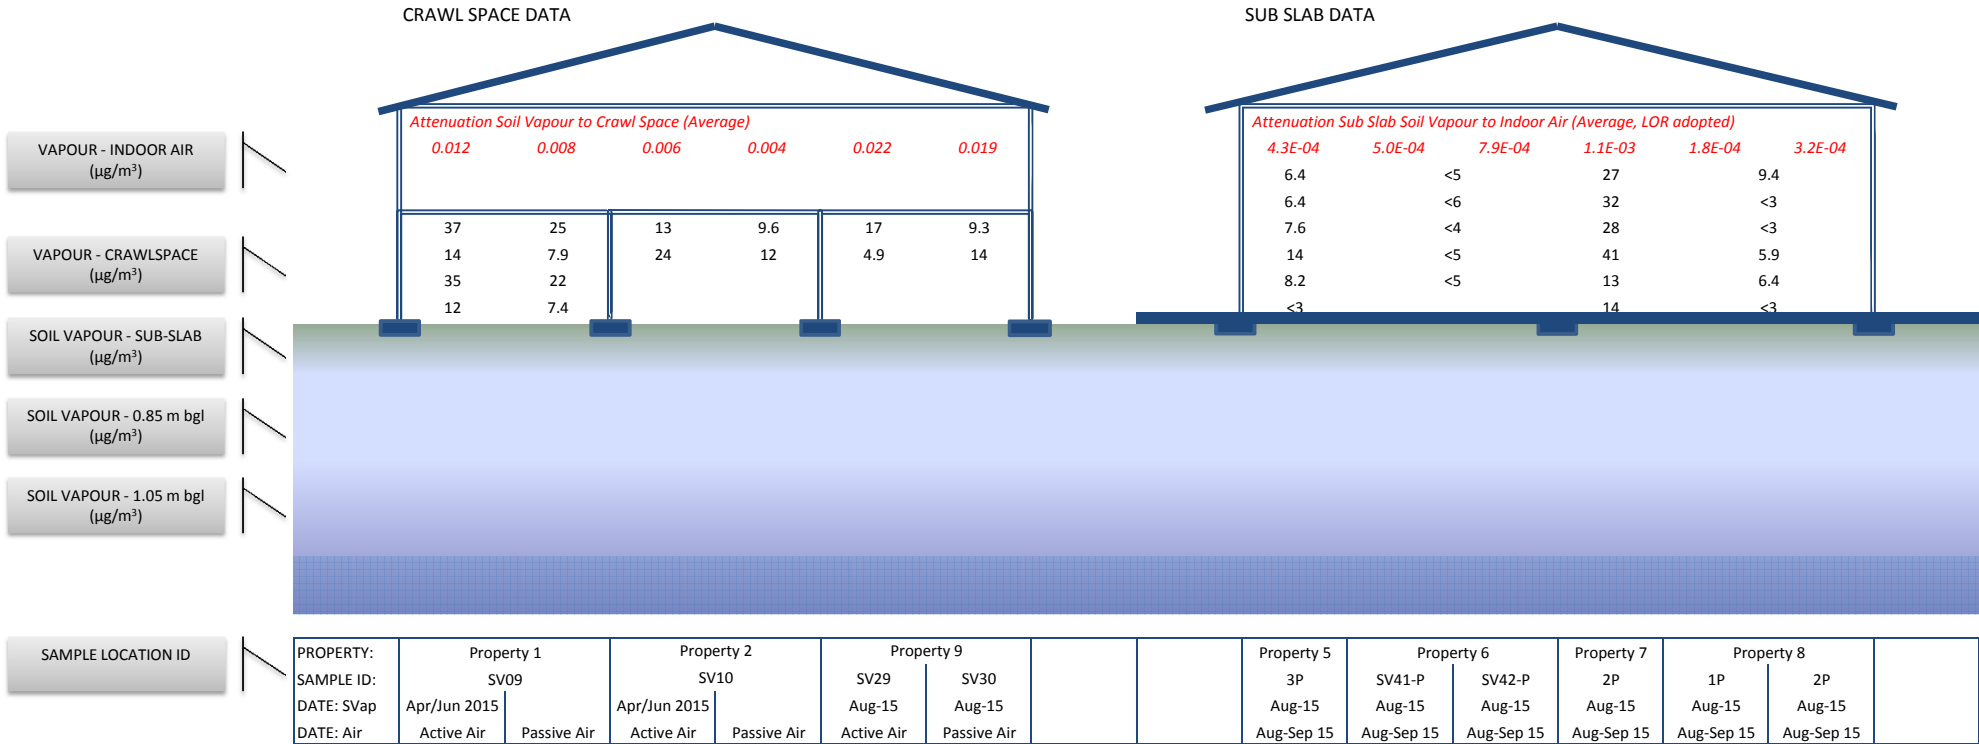 CRAWL SPACE DATA
SUB SLAB DATA
Attenuation Soil Vapour to Crawl Space (Average)
0.012 0.008 0.006 0.004 0.022 0.019
Attenuation Sub Slab Soil Vapour to Indoor Air (Average, LOR adopted)
4.3E-04 5.0E-04 7.9E-04 1.1E-03 1.8E-04 3.2E-04
VAPOUR - INDOOR AIR
(µg/m³)
6.4 <5 27 9.4
6.4 <6 32 <3
37 25 13 9.6 17 9.3
7.6 <4 28 <3
VAPOUR - CRAWLSPACE
(µg/m³)
14 7.9 24 12 4.9 14
14 <5 41 5.9
35 22
8.2 <5 13 6.4
12 7.4
<3 14 <3
SOIL VAPOUR - SUB-SLAB
(µg/m³)
SOIL VAPOUR - 0.85 m bgl
(µg/m³)
SOIL VAPOUR - 1.05 m bgl
(µg/m³)
SAMPLE LOCATION ID
PROPERTY: Property 1 Property 2 Property 9 Property 5 Property 6 Property 7 Property 8
SAMPLE ID: SV09 SV10 SV29 SV30 3P SV41-P SV42-P 2P 1P 2P
DATE: SVap Apr/Jun 2015 Apr/Jun 2015 Aug-15 Aug-15 Aug-15 Aug-15 Aug-15 Aug-15 Aug-15 Aug-15
DATE: Air Active Air Passive Air Active Air Passive Air Active Air Passive Air Aug-Sep 15 Aug-Sep 15 Aug-Sep 15 Aug-Sep 15 Aug-Sep 15 Aug-Sep 15